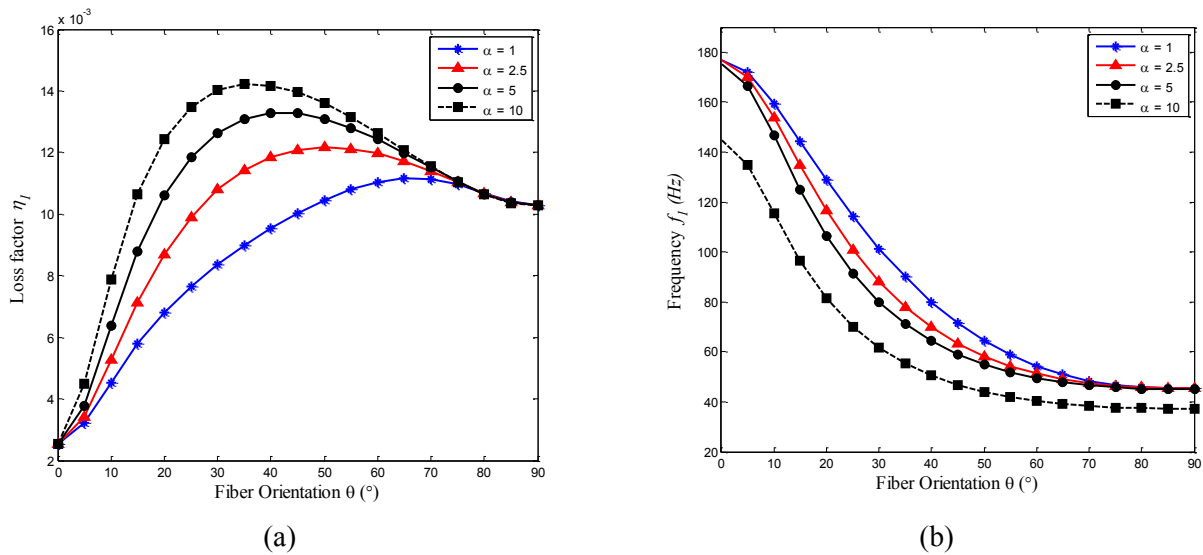 x 10⁻³
16
14
12
10
8
6
4
2
Loss factor η₁
0 10 20 30 40 50 60 70 80 90
Fiber Orientation θ (°)
α = 1
α = 2.5
α = 5
α = 10
(a)
180
160
140
120
100
80
60
40
20
Frequency f₁ (Hz)
0 10 20 30 40 50 60 70 80 90
Fiber Orientation θ (°)
α = 1
α = 2.5
α = 5
α = 10
(b)